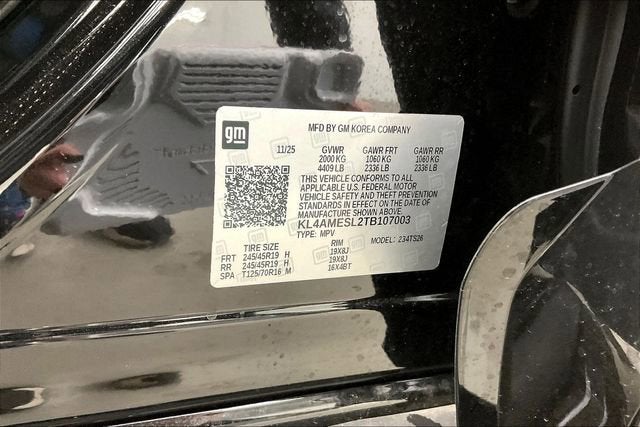 gm
MFD BY GM KOREA COMPANY
11/25 GVWR GAWR FRT GAWR RR
2000 KG 1060 KG 1060 KG
4409 LB 2336 LB 2336 LB
THIS VEHICLE CONFORMS TO ALL
APPLICABLE U.S. FEDERAL MOTOR
VEHICLE SAFETY AND THEFT PREVENTION
STANDARDS IN EFFECT ON THE DATE OF
MANUFACTURE SHOWN ABOVE.
KL4AMESL2TB107003
TYPE: MPV MODEL: 234TS26
TIRE SIZE RIM
FRT 245/45R19 H 19X8J
RR 245/45R19 H 19X8J
SPA T125/70R16 M 16X4BT